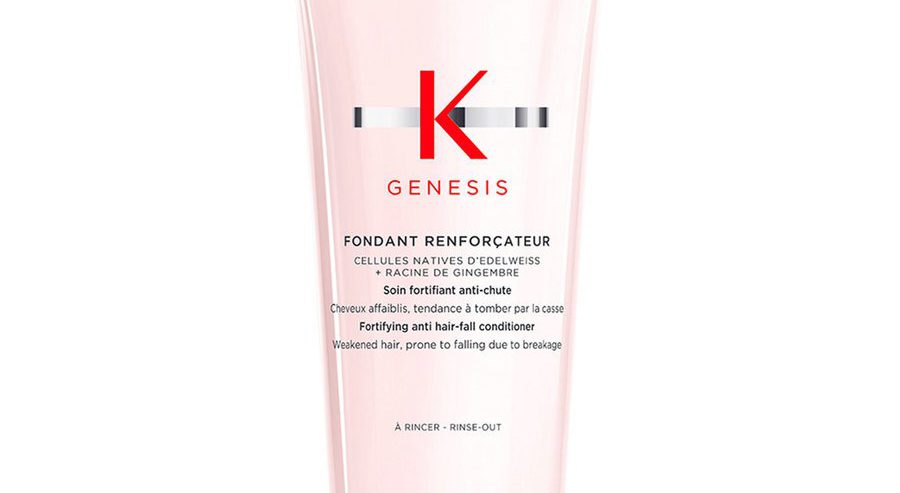 K
GENESIS
FONDANT RENFORÇATEUR
CELLULES NATIVES D'EDELWEISS
+ RACINE DE GINGEMBRE
Soin fortifiant anti-chute
Cheveux affaiblis, tendance à tomber par la casse
Fortifying anti hair-fall conditioner
Weakened hair, prone to falling due to breakage
À RINCER - RINSE-OUT